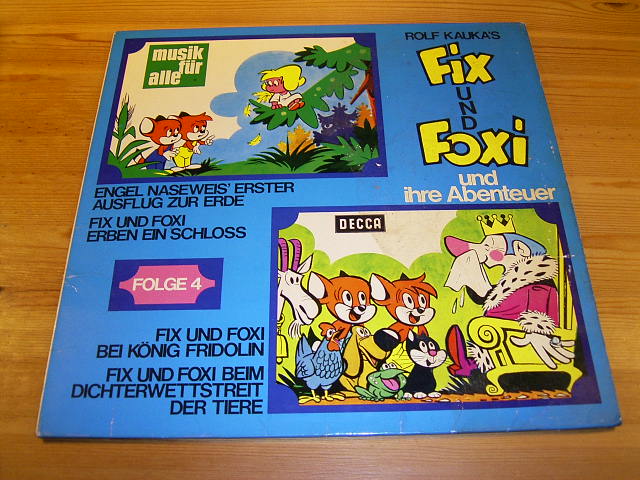 ROLF KAUKA'S
Fix
UND
FOXi
und
ihre Abenteuer
musik
für
alle
ENGEL NASEWEIS' ERSTER
AUSFLUG ZUR ERDE
FIX UND FOXI
ERBEN EIN SCHLOSS
FOLGE 4
DECCA
FIX UND FOXI
BEI KÖNIG FRIDOLIN
FIX UND FOXI BEIM
DICHTERWETTSTREIT
DER TIERE